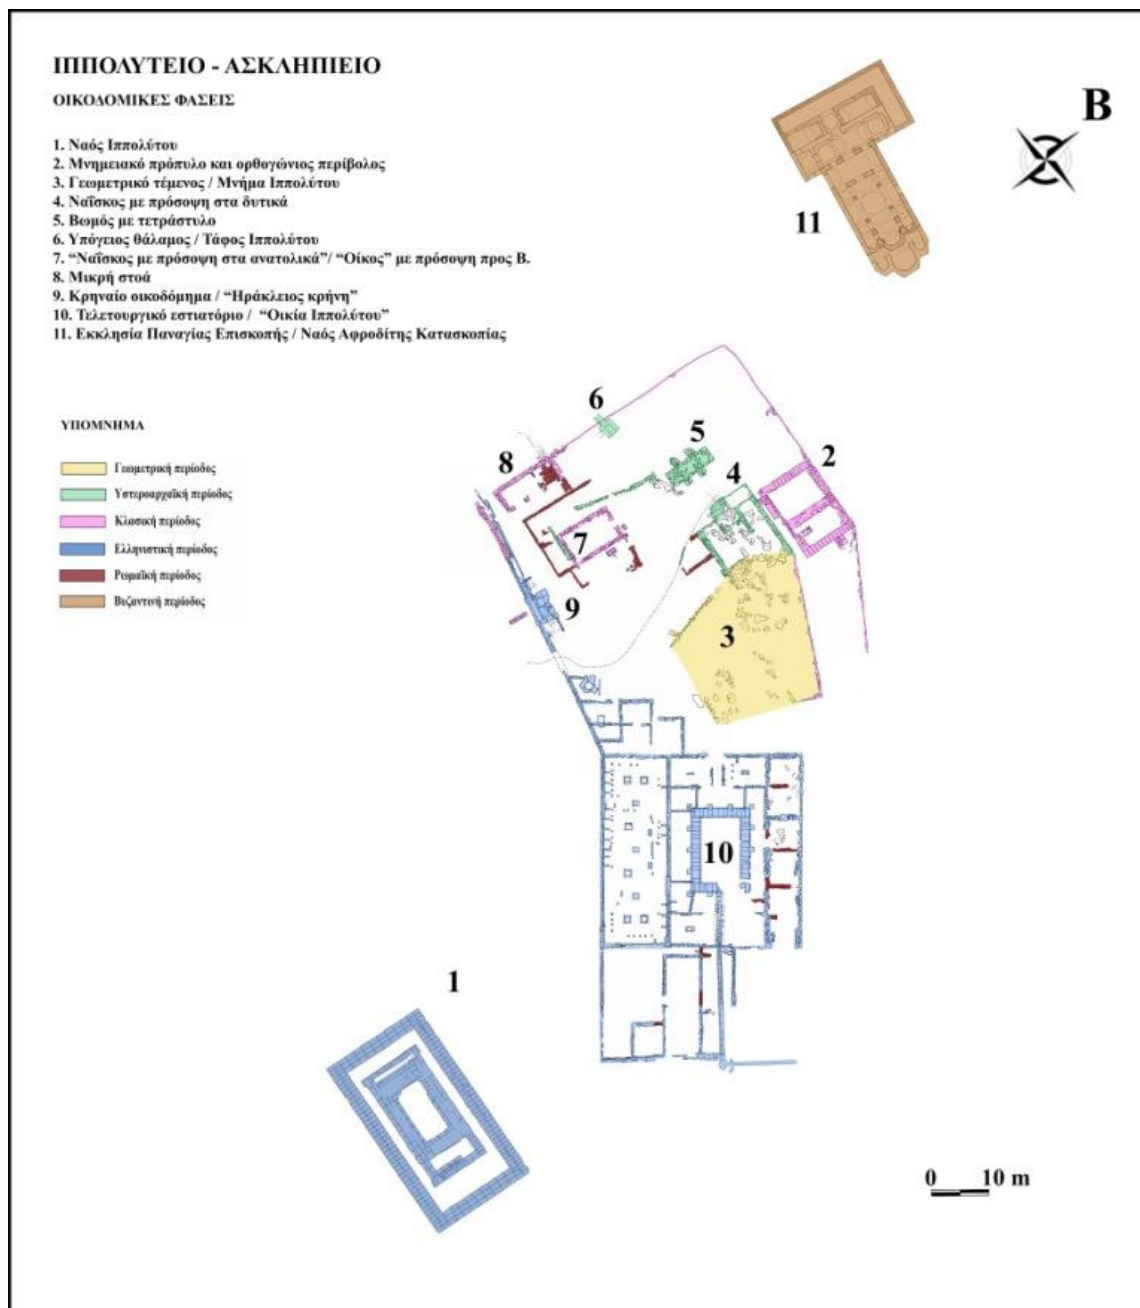 ΙΠΠΟΛΥΤΕΙΟ - ΑΣΚΛΗΠΙΕΙΟ
ΟΙΚΟΔΟΜΙΚΕΣ ΦΑΣΕΙΣ
1. Ναός Ιππολύτου
2. Μνημειακό πρόπυλο και ορθογώνιος περίβολος
3. Γεωμετρικό τέμενος / Μνήμα Ιππολύτου
4. Ναΐσκος με πρόσοψη στα δυτικά
5. Βωμός με τετράστυλο
6. Υπόγειος θάλαμος / Τάφος Ιππολύτου
7. “Ναΐσκος με πρόσοψη στα ανατολικά”/ “Οίκος” με πρόσοψη προς Β.
8. Μικρή στοά
9. Κρηναίο οικοδόμημα / “Ηράκλειος κρήνη”
10. Τελετουργικό εστιατόριο / “Οικία Ιππολύτου”
11. Εκκλησία Παναγίας Επισκοπής / Ναός Αφροδίτης Κατασκοπίας
Β
11
ΥΠΟΜΝΗΜΑ
Γεωμετρική περίοδος
Υστεροαρχαϊκή περίοδος
Κλασική περίοδος
Ελληνιστική περίοδος
Ρωμαϊκή περίοδος
Βυζαντινή περίοδος
6
5
2
8
4
7
9
3
10
1
0 10 m